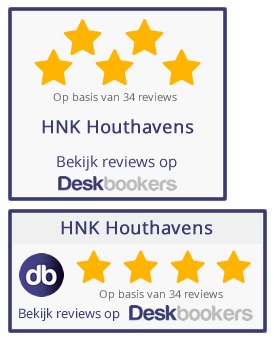 Op basis van 34 reviews
HNK Houthavens
Bekijk reviews op
Deskbookers
HNK Houthavens
db
Op basis van 34 reviews
Bekijk reviews op Deskbookers